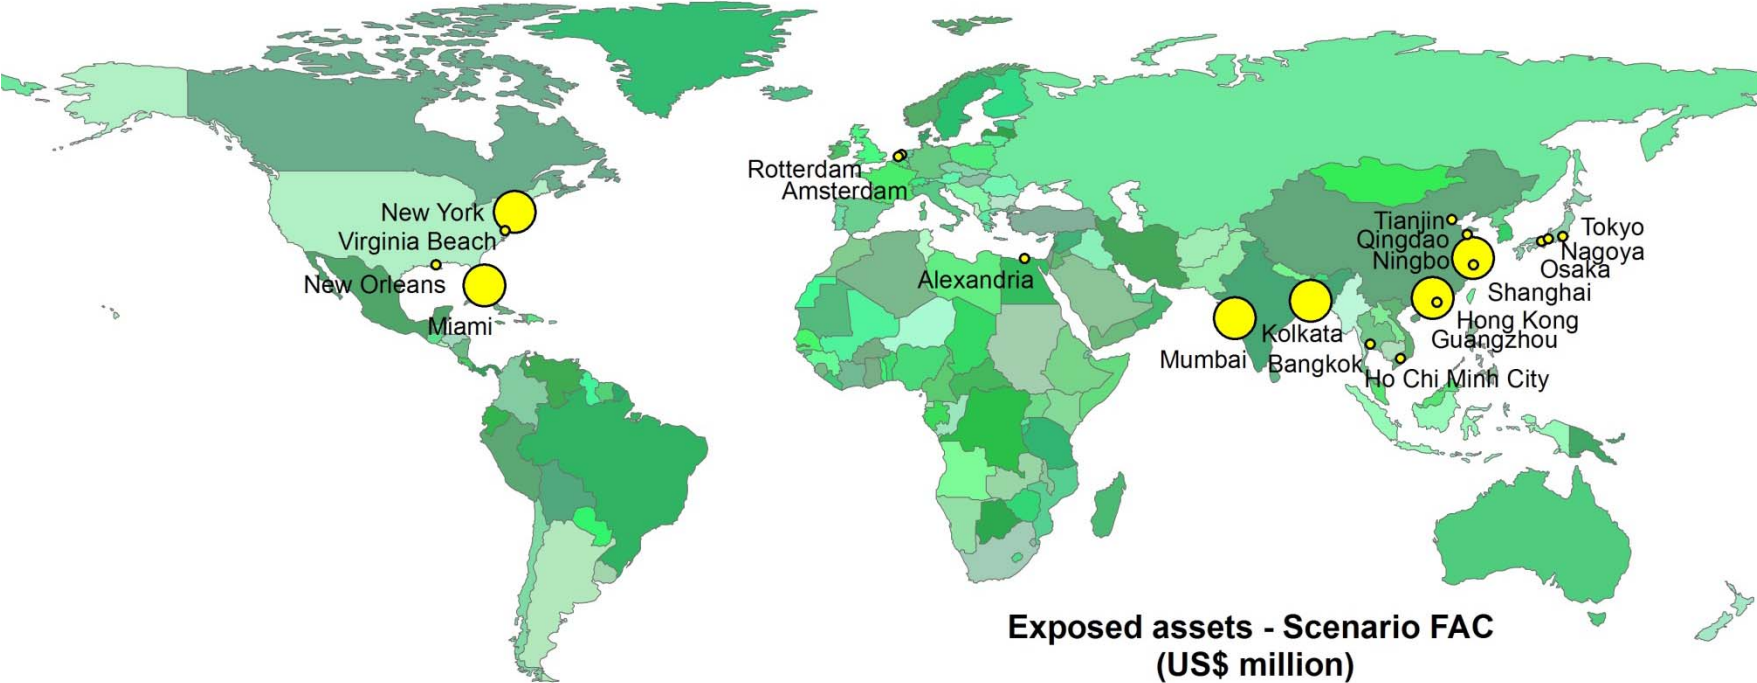 Rotterdam
Amsterdam
New York
Virginia Beach
New Orleans
Miami
Alexandria
Tianjin
Qingdao
Ningbo
Tokyo
Nagoya
Osaka
Shanghai
Hong Kong
Guangzhou
Kolkata
Mumbai
Bangkok
Ho Chi Minh City
Exposed assets - Scenario FAC
(US$ million)